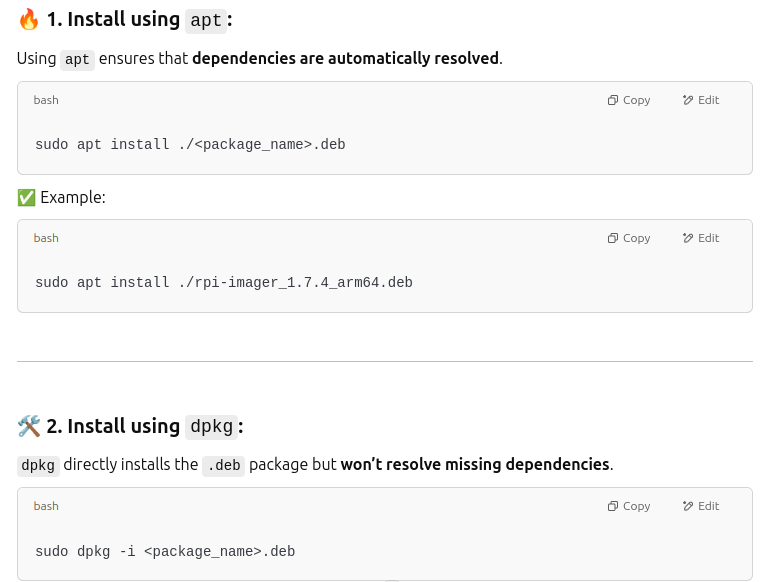 🔥 1. Install using apt:
Using apt ensures that dependencies are automatically resolved.
bash Copy Edit
sudo apt install ./<package_name>.deb
✅ Example:
bash Copy Edit
sudo apt install ./rpi-imager_1.7.4_arm64.deb
🛠️ 2. Install using dpkg:
dpkg directly installs the .deb package but won’t resolve missing dependencies.
bash Copy Edit
sudo dpkg -i <package_name>.deb